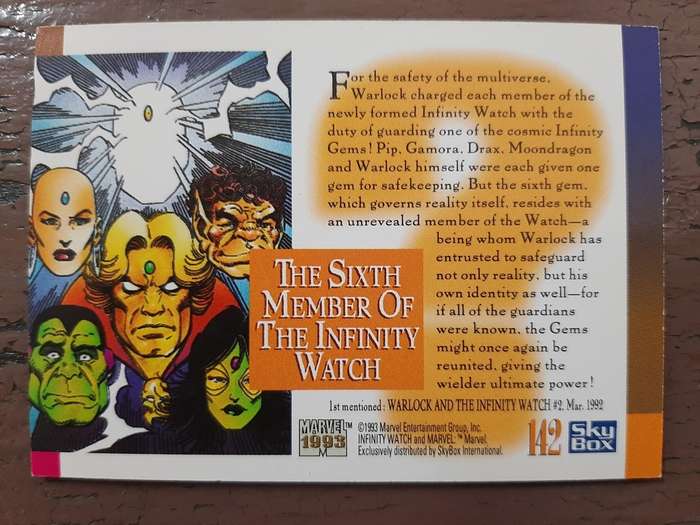 For the safety of the multiverse,
Warlock charged each member of the
newly formed Infinity Watch with the
duty of guarding one of the cosmic Infinity
Gems! Pip, Gamora, Drax, Moondragon
and Warlock himself were each given one
gem for safekeeping. But the sixth gem,
which governs reality itself, resides with
an unrevealed member of the Watch—a
being whom Warlock has
entrusted to safeguard
not only reality, but his
own identity as well—for
if all of the guardians
were known, the Gems
might once again be
reunited, giving the
wielder ultimate power!
THE SIXTH
MEMBER OF
THE INFINITY
WATCH
1st mentioned: WARLOCK AND THE INFINITY WATCH #2, Mar. 1992
MARVEL™
1993
M
©1993 Marvel Entertainment Group, Inc.
INFINITY WATCH and MARVEL: ™ Marvel.
Exclusively distributed by SkyBox International.
142
Sky
Box